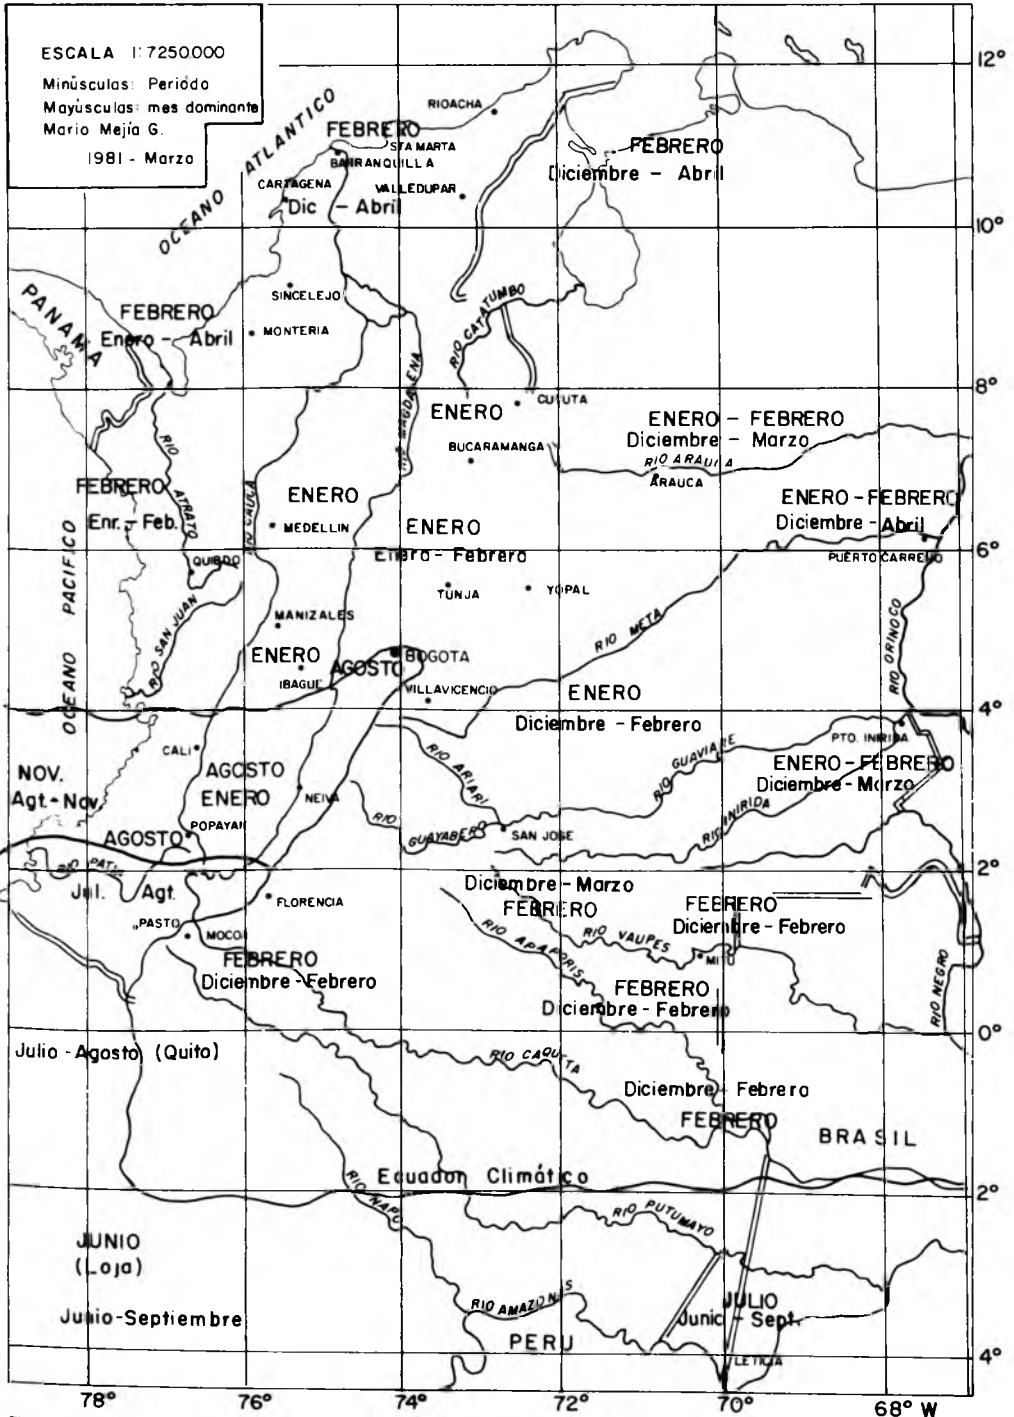 ESCALA 1:7250000
Minúsculas: Periódo
Mayúsculas: mes dominante
Mario Mejía G.
1981 - Marzo
12°
OCEANO ATLANTICO
RIOACHA
FEBRERO
STA MARTA
BARRANQUILLA
FEBRERO
Diciembre - Abril
CARTAGENA
VALLEDUPAR
Dic - Abril
10°
PANAMA
SINCELEJO
RIO CATATUMBO
FEBRERO
Enero - Abril
MONTERIA
RIO MAGDALENA
8°
ENERO
CUCUTA
ENERO - FEBRERO
Diciembre - Marzo
BUCARAMANGA
RIO ARAUCA
ARAUCA
RIO ATRATO
FEBRERO
Enr. - Feb.
RIO CAUCA
ENERO
MEDELLIN
ENERO
Enero - Febrero
ENERO - FEBRERO
Diciembre - Abril
6°
PUERTO CARREÑO
OCEANO PACIFICO
QUIBDO
TUNJA
YOPAL
RIO SAN JUAN
MANIZALES
RIO META
RIO ORINOCO
ENERO
IBAGUE
AGOSTO
BOGOTA
VILLAVICENCIO
ENERO
Diciembre - Febrero
4°
CALI
RIO ARIARI
RIO GUAVIARE
PTO. INIRIDA
NOV.
Agt-Nov.
AGOSTO
ENERO
NEIVA
ENERO - FEBRERO
Diciembre - Marzo
AGOSTO
POPAYAN
RIO GUAYABERO
SAN JOSE
RIO INIRIDA
RIO PATIA
2°
Jul. Agt.
FLORENCIA
Diciembre - Marzo
FEBRERO
FEBRERO
Diciembre - Febrero
PASTO
MOCOA
RIO VAUPES
MITU
RIO APAPORIS
RIO NEGRO
FEBRERO
Diciembre - Febrero
FEBRERO
Diciembre - Febrero
0°
Julio - Agosto (Quito)
RIO CAQUETA
Diciembre - Febrero
FEBRERO
BRASIL
Ecuador Climático
2°
RIO NAPO
RIO PUTUMAYO
JUNIO
(Loja)
Junio-Septiembre
RIO AMAZONAS
JULIO
Junio - Sept.
PERU
LETICIA
4°
78°
76°
74°
72°
70°
68° W